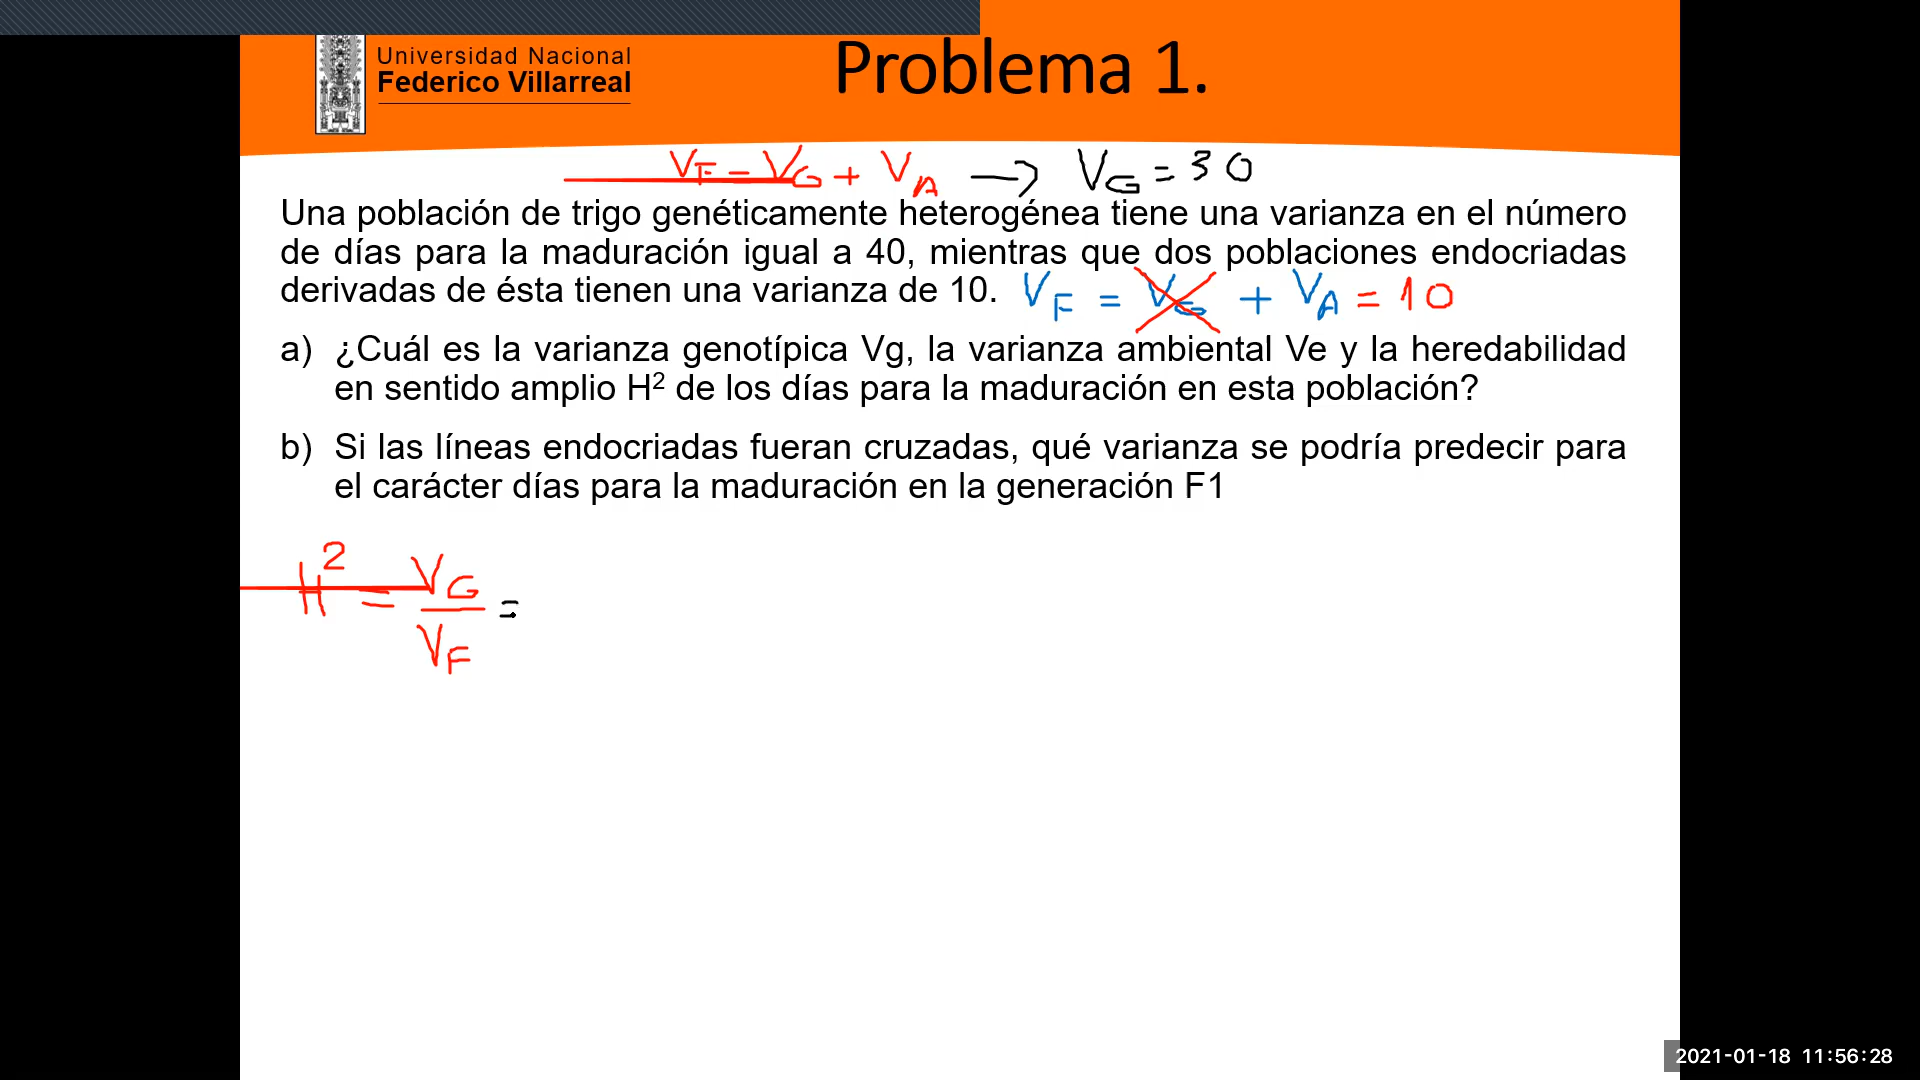 Universidad Nacional
Federico Villarreal
Problema 1.
VF = VG + VA → VG = 30
Una población de trigo genéticamente heterogénea tiene una varianza en el número
de días para la maduración igual a 40, mientras que dos poblaciones endocriadas
derivadas de ésta tienen una varianza de 10. VF = VG + VA = 10
a) ¿Cuál es la varianza genotípica Vg, la varianza ambiental Ve y la heredabilidad
en sentido amplio H² de los días para la maduración en esta población?
b) Si las líneas endocriadas fueran cruzadas, qué varianza se podría predecir para
el carácter días para la maduración en la generación F1
H² = VG / VF =
2021-01-18 11:56:28